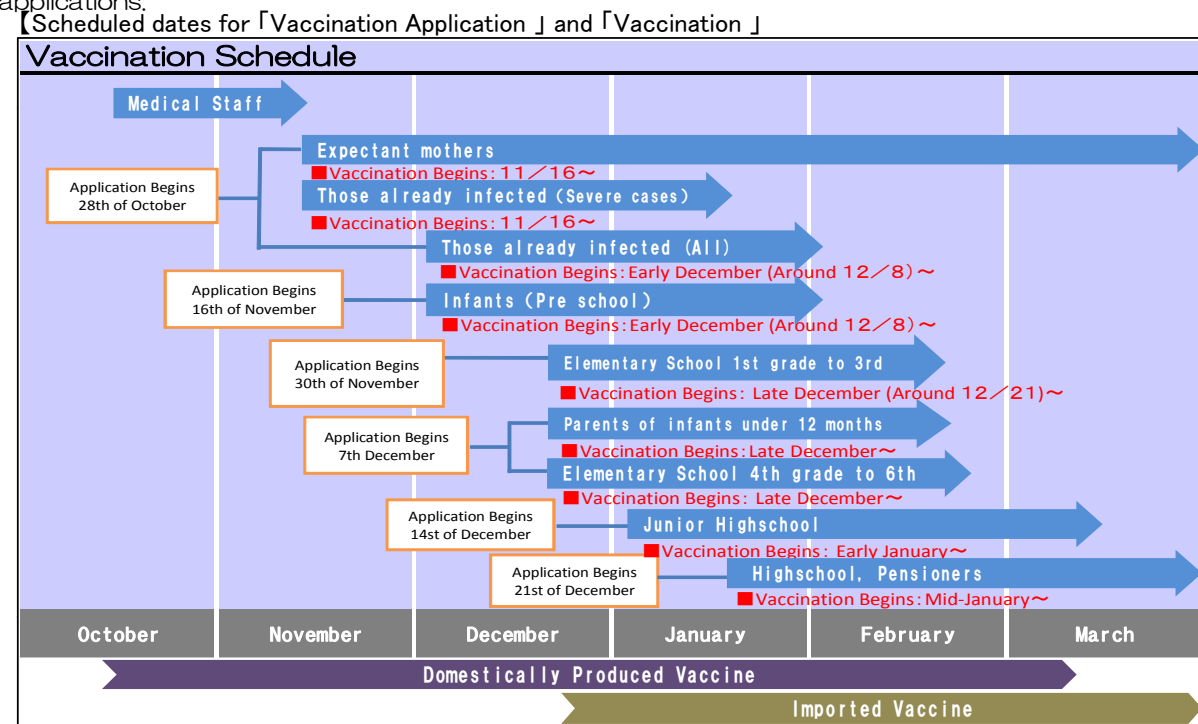 applications.
【Scheduled dates for「Vaccination Application 」and「Vaccination 」
Vaccination Schedule
Medical Staff
Expectant mothers
■Vaccination Begins: 11／16～
Application Begins
28th of October
Those already infected (Severe cases)
■Vaccination Begins: 11／16～
Those already infected (All)
■Vaccination Begins: Early December (Around 12／8)～
Application Begins
16th of November
Infants (Pre school)
■Vaccination Begins: Early December (Around 12／8)～
Application Begins
30th of November
Elementary School 1st grade to 3rd
■Vaccination Begins: Late December (Around 12／21)～
Application Begins
7th December
Parents of infants under 12 months
■Vaccination Begins: Late December～
Elementary School 4th grade to 6th
■Vaccination Begins: Late December～
Application Begins
14st of December
Junior Highschool
■Vaccination Begins: Early January～
Application Begins
21st of December
Highschool, Pensioners
■Vaccination Begins: Mid-January～
October November December January February March
Domestically Produced Vaccine
Imported Vaccine